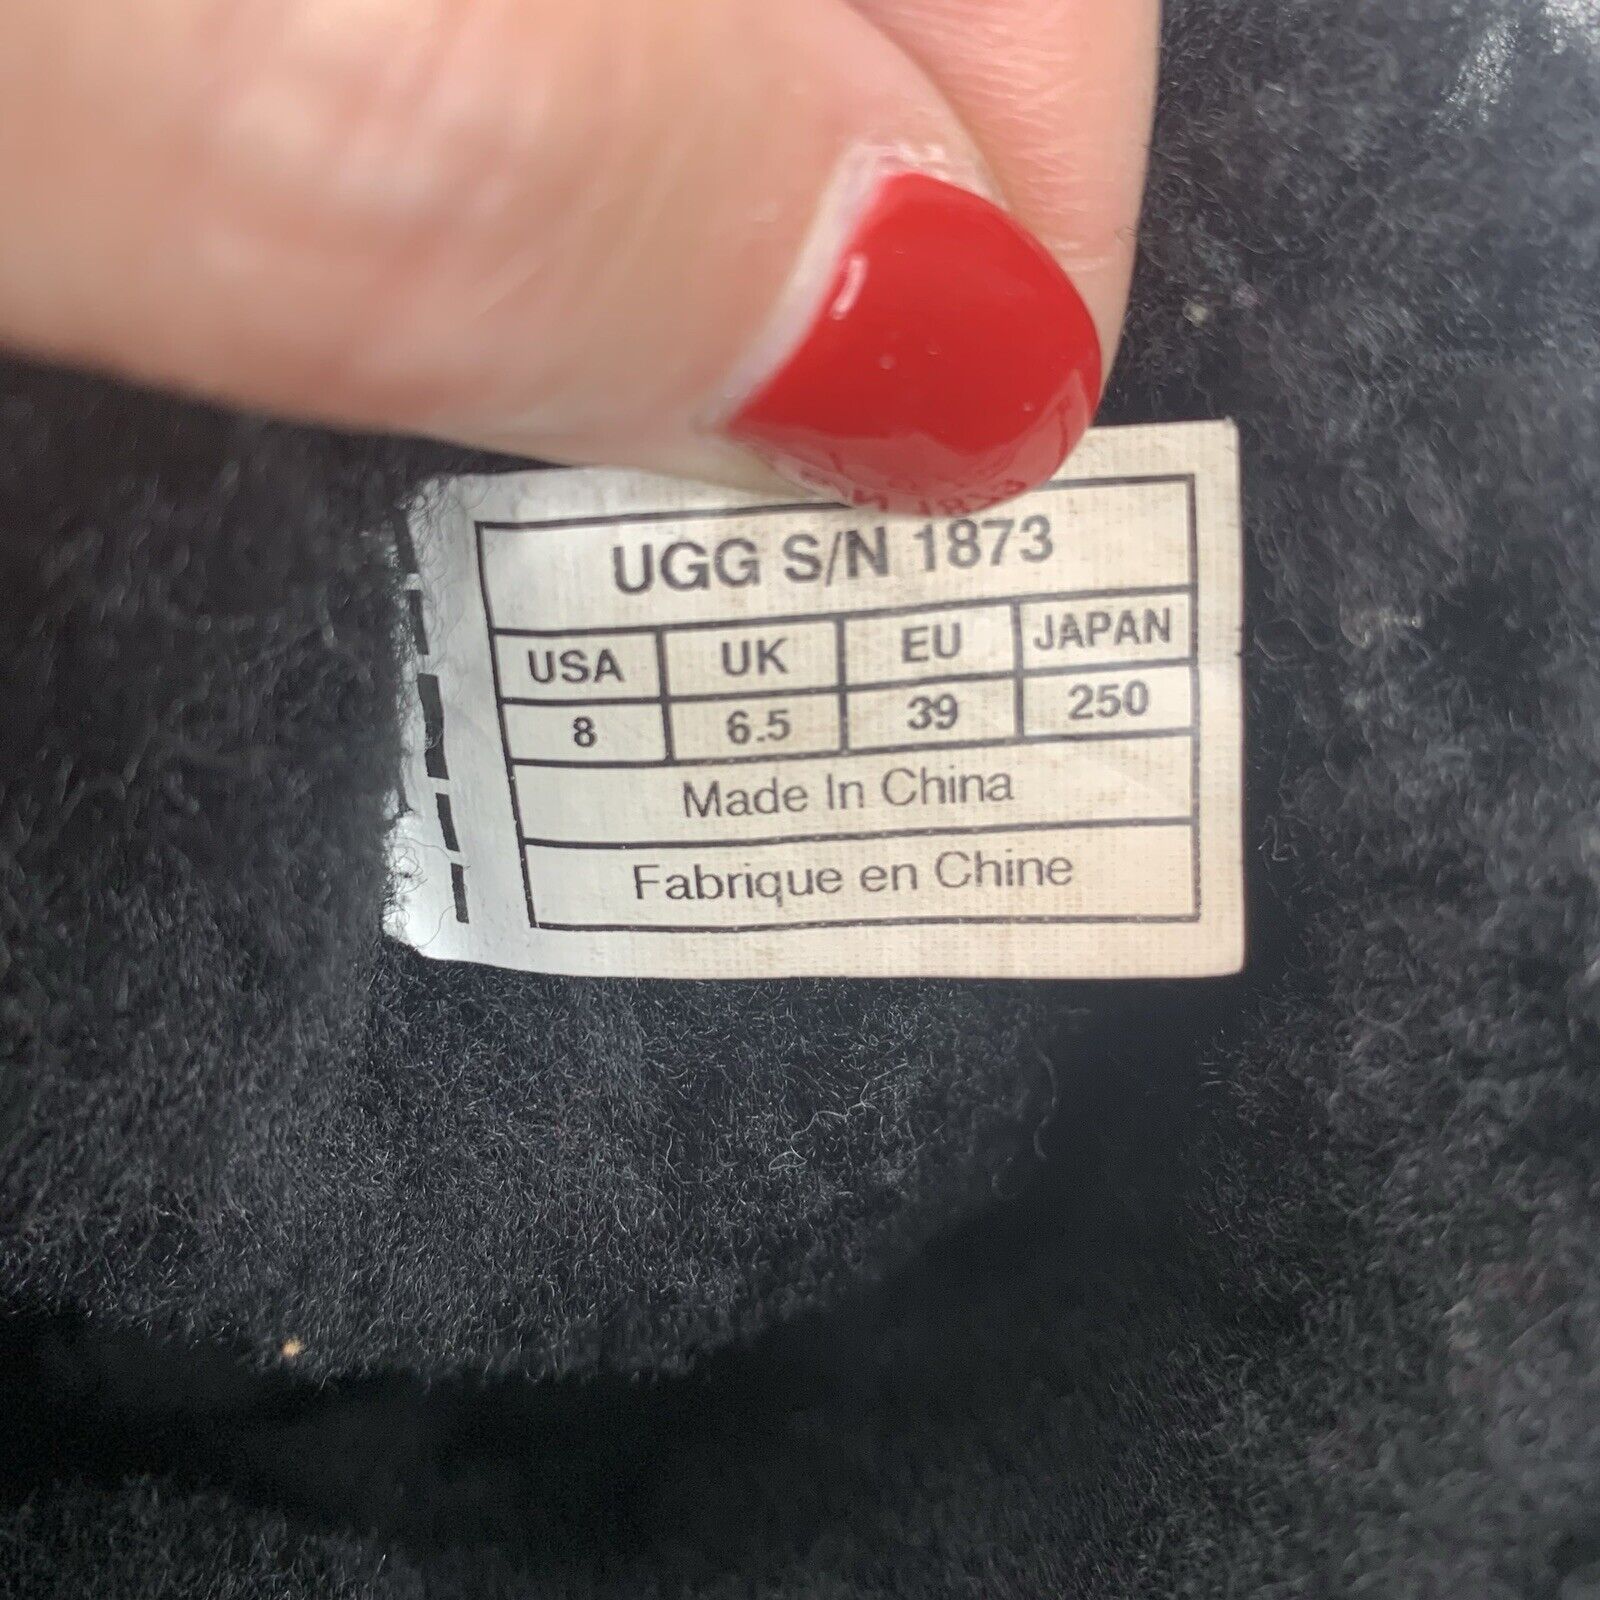 UGG S/N 1873
USA UK EU JAPAN
8 6.5 39 250
Made In China
Fabrique en Chine